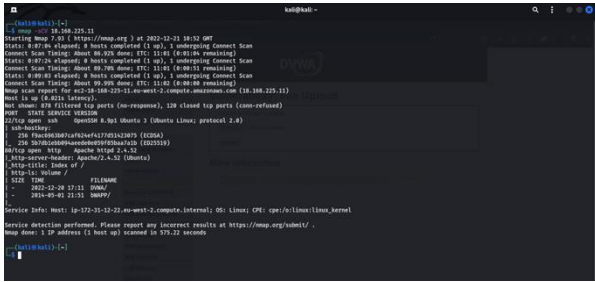 kali@kali: ~
(kali㉿kali)-[~]
$ nmap -sCV 18.168.225.11
Starting Nmap 7.93 ( https://nmap.org ) at 2022-12-21 10:52 GMT
Stats: 0:07:04 elapsed; 0 hosts completed (1 up), 1 undergoing Connect Scan
Connect Scan Timing: About 86.92% done; ETC: 11:01 (0:01:04 remaining)
Stats: 0:07:24 elapsed; 0 hosts completed (1 up), 1 undergoing Connect Scan
Connect Scan Timing: About 89.70% done; ETC: 11:01 (0:00:51 remaining)
Stats: 0:09:03 elapsed; 0 hosts completed (1 up), 1 undergoing Connect Scan
Connect Scan Timing: About 99.99% done; ETC: 11:02 (0:00:00 remaining)
Nmap scan report for ec2-18-168-225-11.eu-west-2.compute.amazonaws.com (18.168.225.11)
Host is up (0.021s latency).
Not shown: 878 filtered tcp ports (no-response), 120 closed tcp ports (conn-refused)
PORT STATE SERVICE VERSION
22/tcp open ssh OpenSSH 8.9p1 Ubuntu 3 (Ubuntu Linux; protocol 2.0)
| ssh-hostkey:
| 256 (ECDSA)
|_ 256 (ED25519)
80/tcp open http Apache httpd 2.4.52
|_http-server-header: Apache/2.4.52 (Ubuntu)
|_http-title: Index of /
| http-ls: Volume /
| SIZE TIME FILENAME
| - 2022-12-20 17:11 DVWA/
| - 2014-05-01 21:51 bWAPP/
|_
Service Info: Host: ip-172-31-12-22.eu-west-2.compute.internal; OS: Linux; CPE: cpe:/o:linux:linux_kernel
Service detection performed. Please report any incorrect results at https://nmap.org/submit/ .
Nmap done: 1 IP address (1 host up) scanned in 575.22 seconds
(kali㉿kali)-[~]
$
DVWA